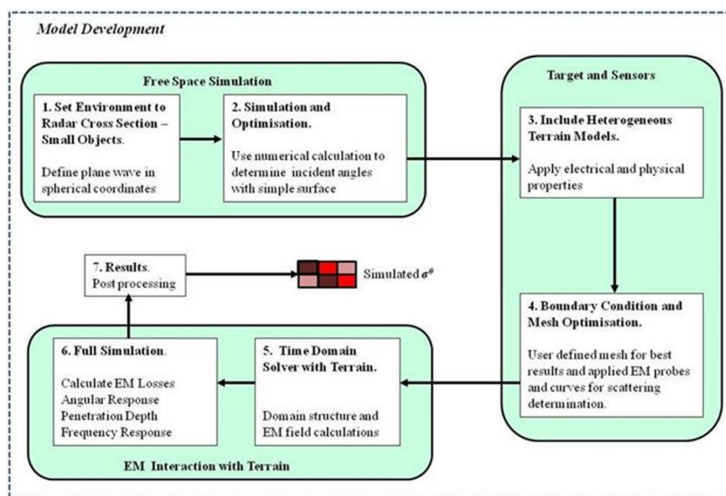 Model Development
Free Space Simulation
1. Set Environment to
Radar Cross Section –
Small Objects.
Define plane wave in
spherical coordinates
2. Simulation and
Optimisation.
Use numerical calculation to
determine incident angles
with simple surface
Target and Sensors
3. Include Heterogeneous
Terrain Models.
Apply electrical and physical
properties
4. Boundary Condition and
Mesh Optimisation.
User defined mesh for best
results and applied EM probes
and curves for scattering
determination.
5. Time Domain
Solver with Terrain.
Domain structure and
EM field calculations
6. Full Simulation.
Calculate EM Losses
Angular Response
Penetration Depth
Frequency Response
EM Interaction with Terrain
7. Results.
Post processing
Simulated σ⁰